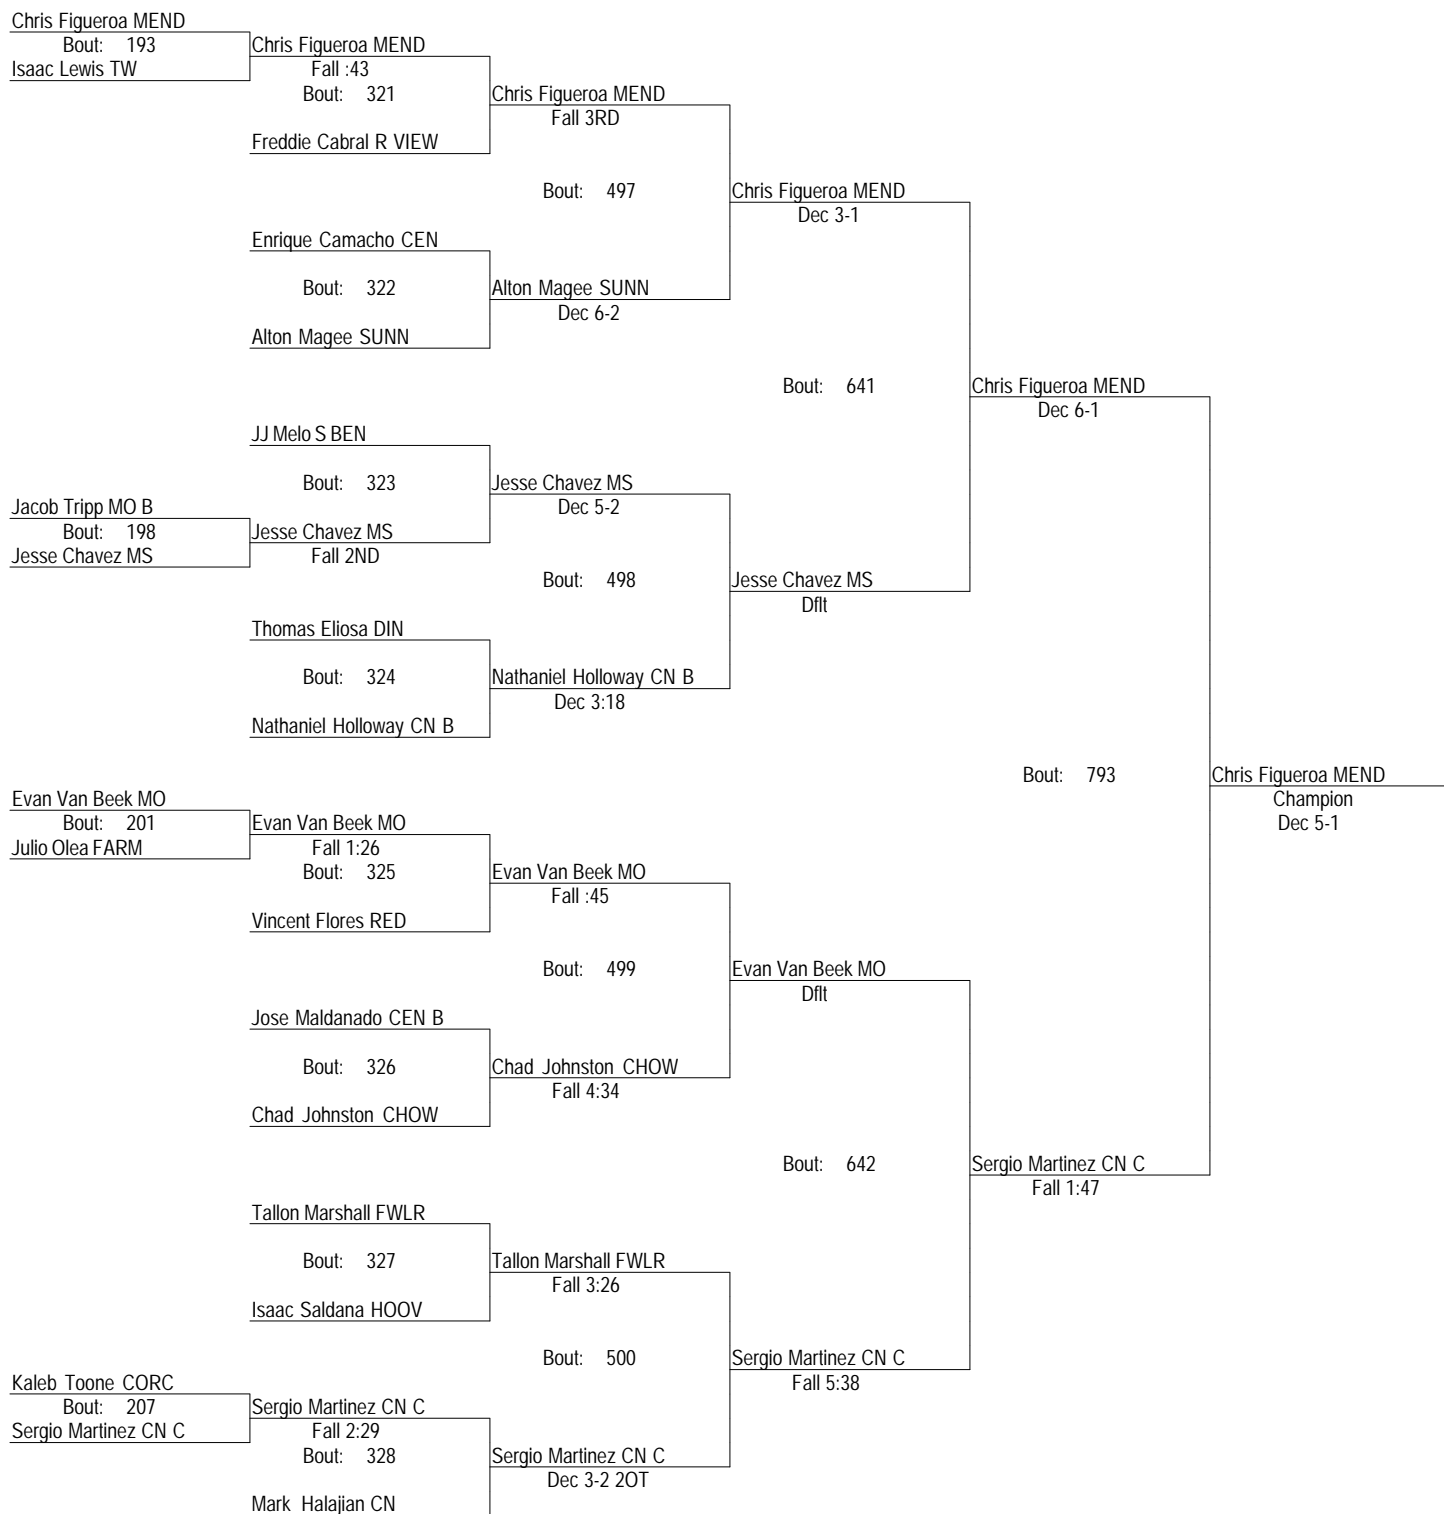 Chris Figueroa MEND
Bout: 193
Isaac Lewis TW
Chris Figueroa MEND
Fall :43
Bout: 321
Freddie Cabral R VIEW
Chris Figueroa MEND
Fall 3RD
Bout: 497
Enrique Camacho CEN
Bout: 322
Alton Magee SUNN
Alton Magee SUNN
Dec 6-2
Chris Figueroa MEND
Dec 3-1
Bout: 641
JJ Melo S BEN
Bout: 323
Jacob Tripp MO B
Bout: 198
Jesse Chavez MS
Jesse Chavez MS
Fall 2ND
Jesse Chavez MS
Dec 5-2
Bout: 498
Thomas Eliosa DIN
Bout: 324
Nathaniel Holloway CN B
Nathaniel Holloway CN B
Dec 3:18
Jesse Chavez MS
Dflt
Chris Figueroa MEND
Dec 6-1
Bout: 793
Chris Figueroa MEND
Champion
Dec 5-1
Evan Van Beek MO
Bout: 201
Julio Olea FARM
Evan Van Beek MO
Fall 1:26
Bout: 325
Vincent Flores RED
Evan Van Beek MO
Fall :45
Bout: 499
Jose Maldanado CEN B
Bout: 326
Chad Johnston CHOW
Chad Johnston CHOW
Fall 4:34
Evan Van Beek MO
Dflt
Bout: 642
Sergio Martinez CN C
Fall 1:47
Tallon Marshall FWLR
Bout: 327
Isaac Saldana HOOV
Tallon Marshall FWLR
Fall 3:26
Bout: 500
Sergio Martinez CN C
Fall 5:38
Kaleb Toone CORC
Bout: 207
Sergio Martinez CN C
Sergio Martinez CN C
Fall 2:29
Bout: 328
Mark Halajian CN
Sergio Martinez CN C
Dec 3-2 2OT